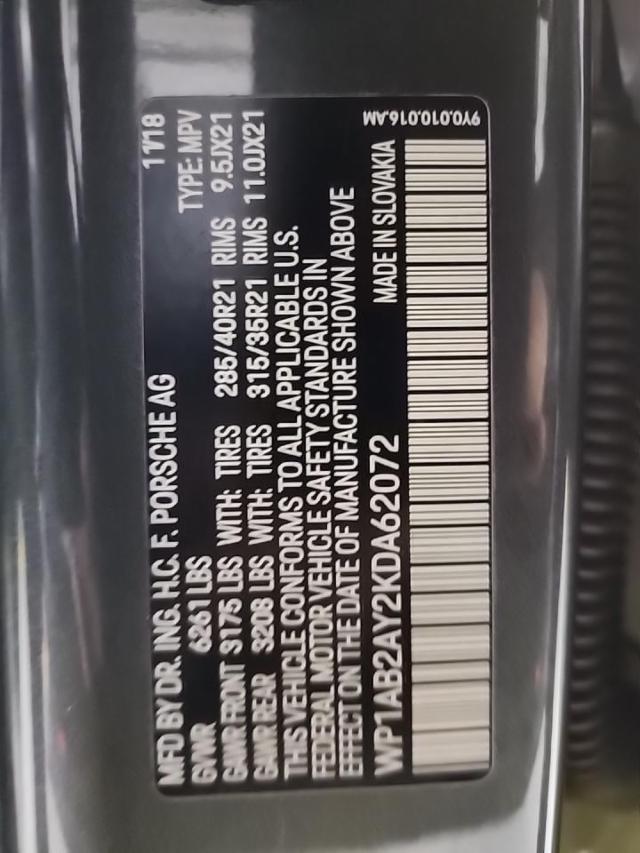 MFD BY DR. ING. H.C. F. PORSCHE AG 11/18
GVWR 6261 LBS TYPE: MPV
GAWR FRONT 3175 LBS WITH: TIRES 285/40R21 RIMS 9.5JX21
GAWR REAR 3208 LBS WITH: TIRES 315/35R21 RIMS 11.0JX21
THIS VEHICLE CONFORMS TO ALL APPLICABLE U.S.
FEDERAL MOTOR VEHICLE SAFETY STANDARDS IN
EFFECT ON THE DATE OF MANUFACTURE SHOWN ABOVE
WP1AB2AY2KDA62072 MADE IN SLOVAKIA
9Y0.010.016.AM